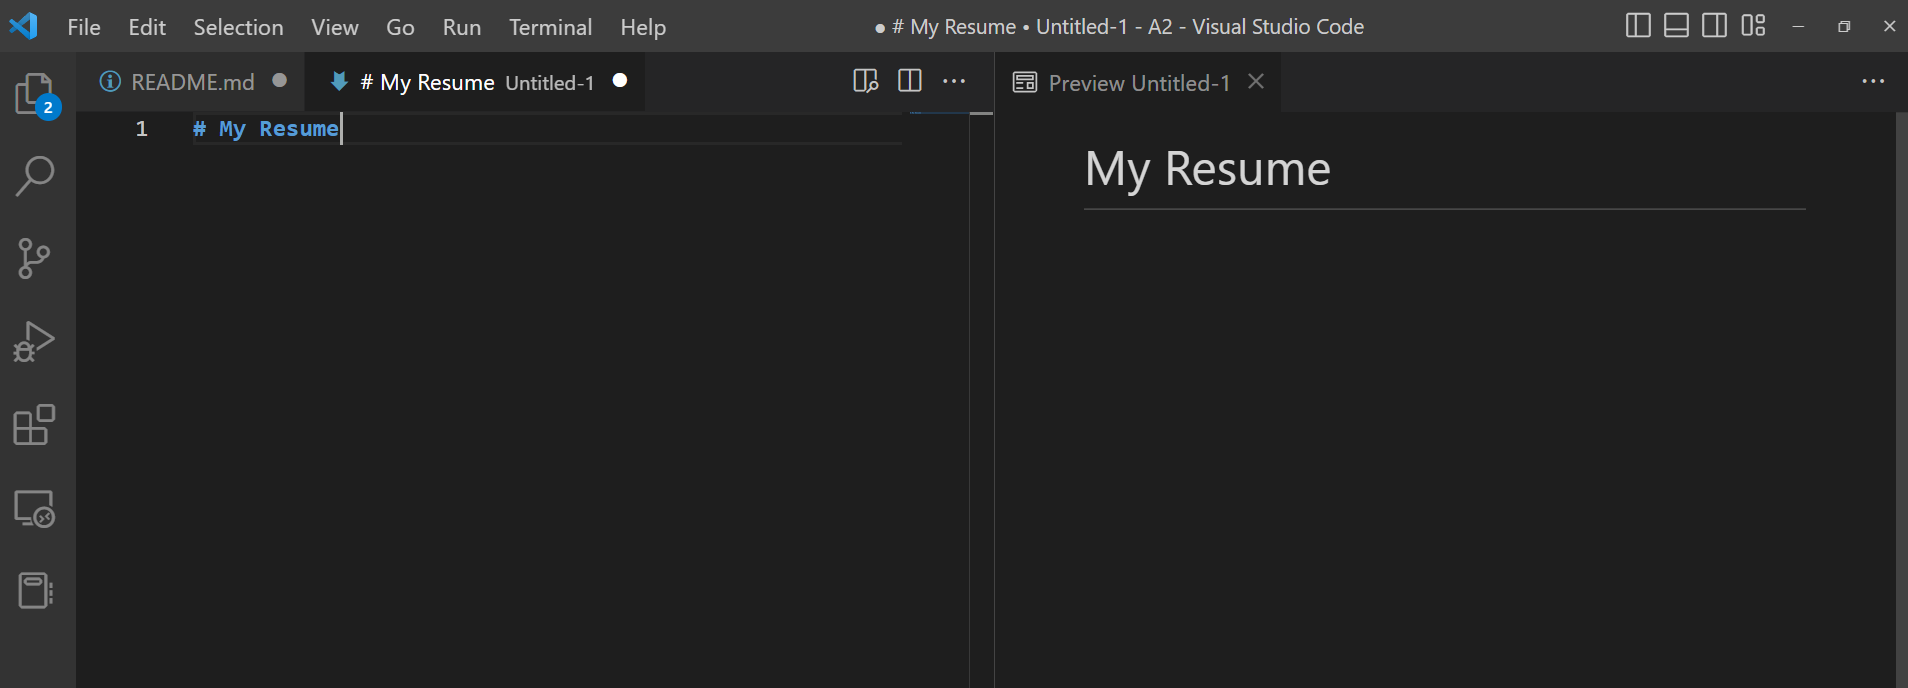 File Edit Selection View Go Run Terminal Help ● # My Resume • Untitled-1 - A2 - Visual Studio Code
README.md ● # My Resume Untitled-1 ● Preview Untitled-1
2
1 # My Resume
My Resume